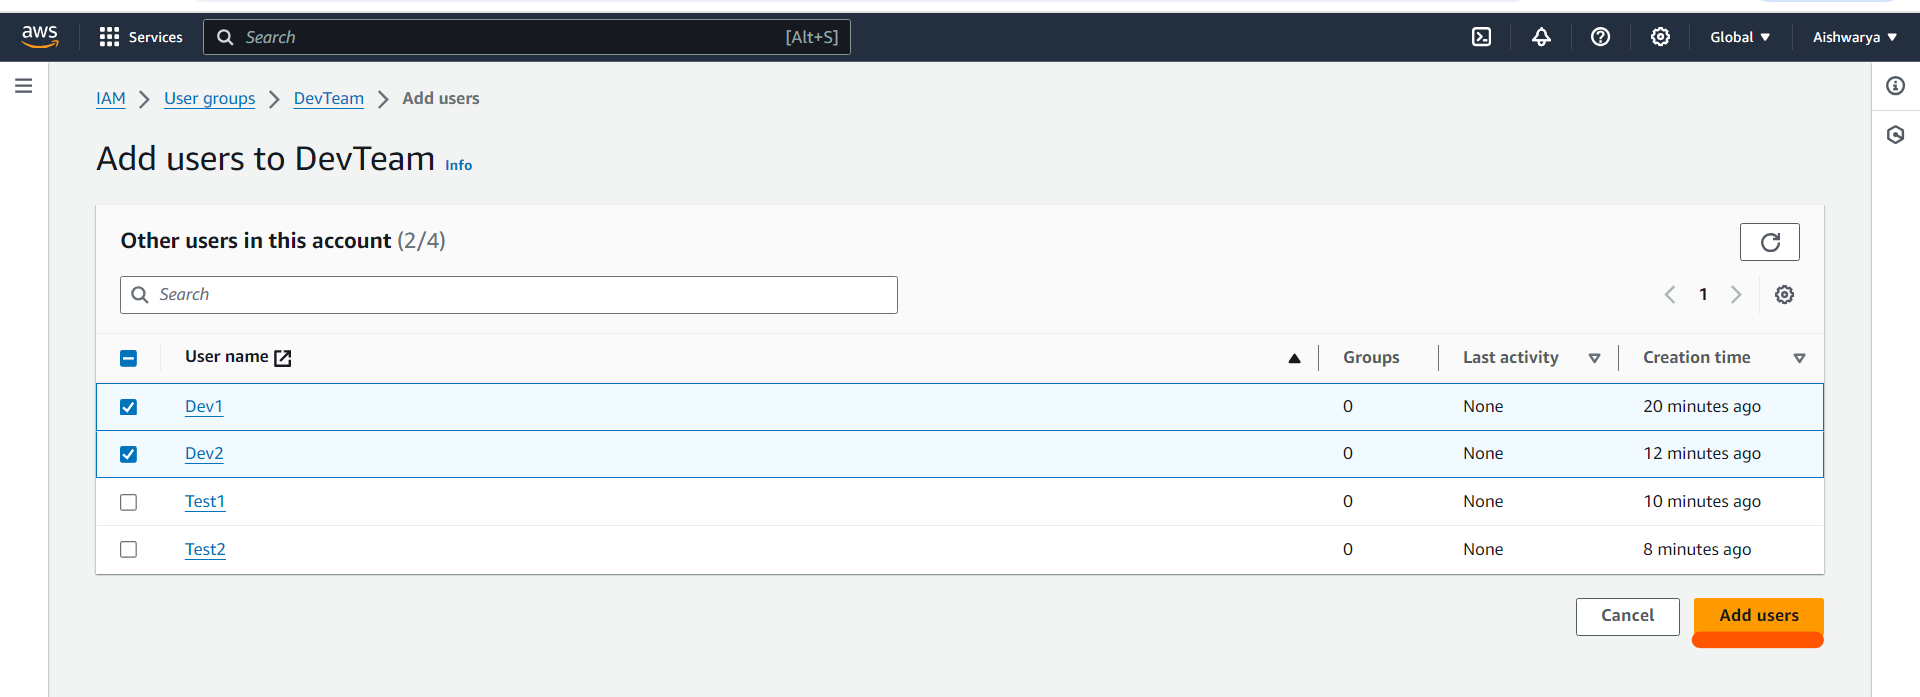 aws Services Search [Alt+S] Global Aishwarya
IAM User groups DevTeam Add users
Add users to DevTeam Info
Other users in this account (2/4)
Search 1
User name Groups Last activity Creation time
Dev1 0 None 20 minutes ago
Dev2 0 None 12 minutes ago
Test1 0 None 10 minutes ago
Test2 0 None 8 minutes ago
Cancel Add users